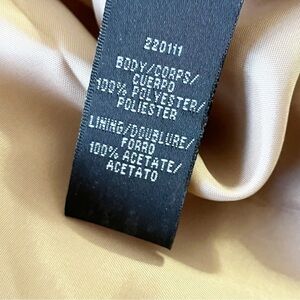 220111
BODY/CORPS/
CUERPO
100% POLYESTER/
POLIESTER
LINING/DOUBLURE/
FORRO
100% ACETATE/
ACETATO